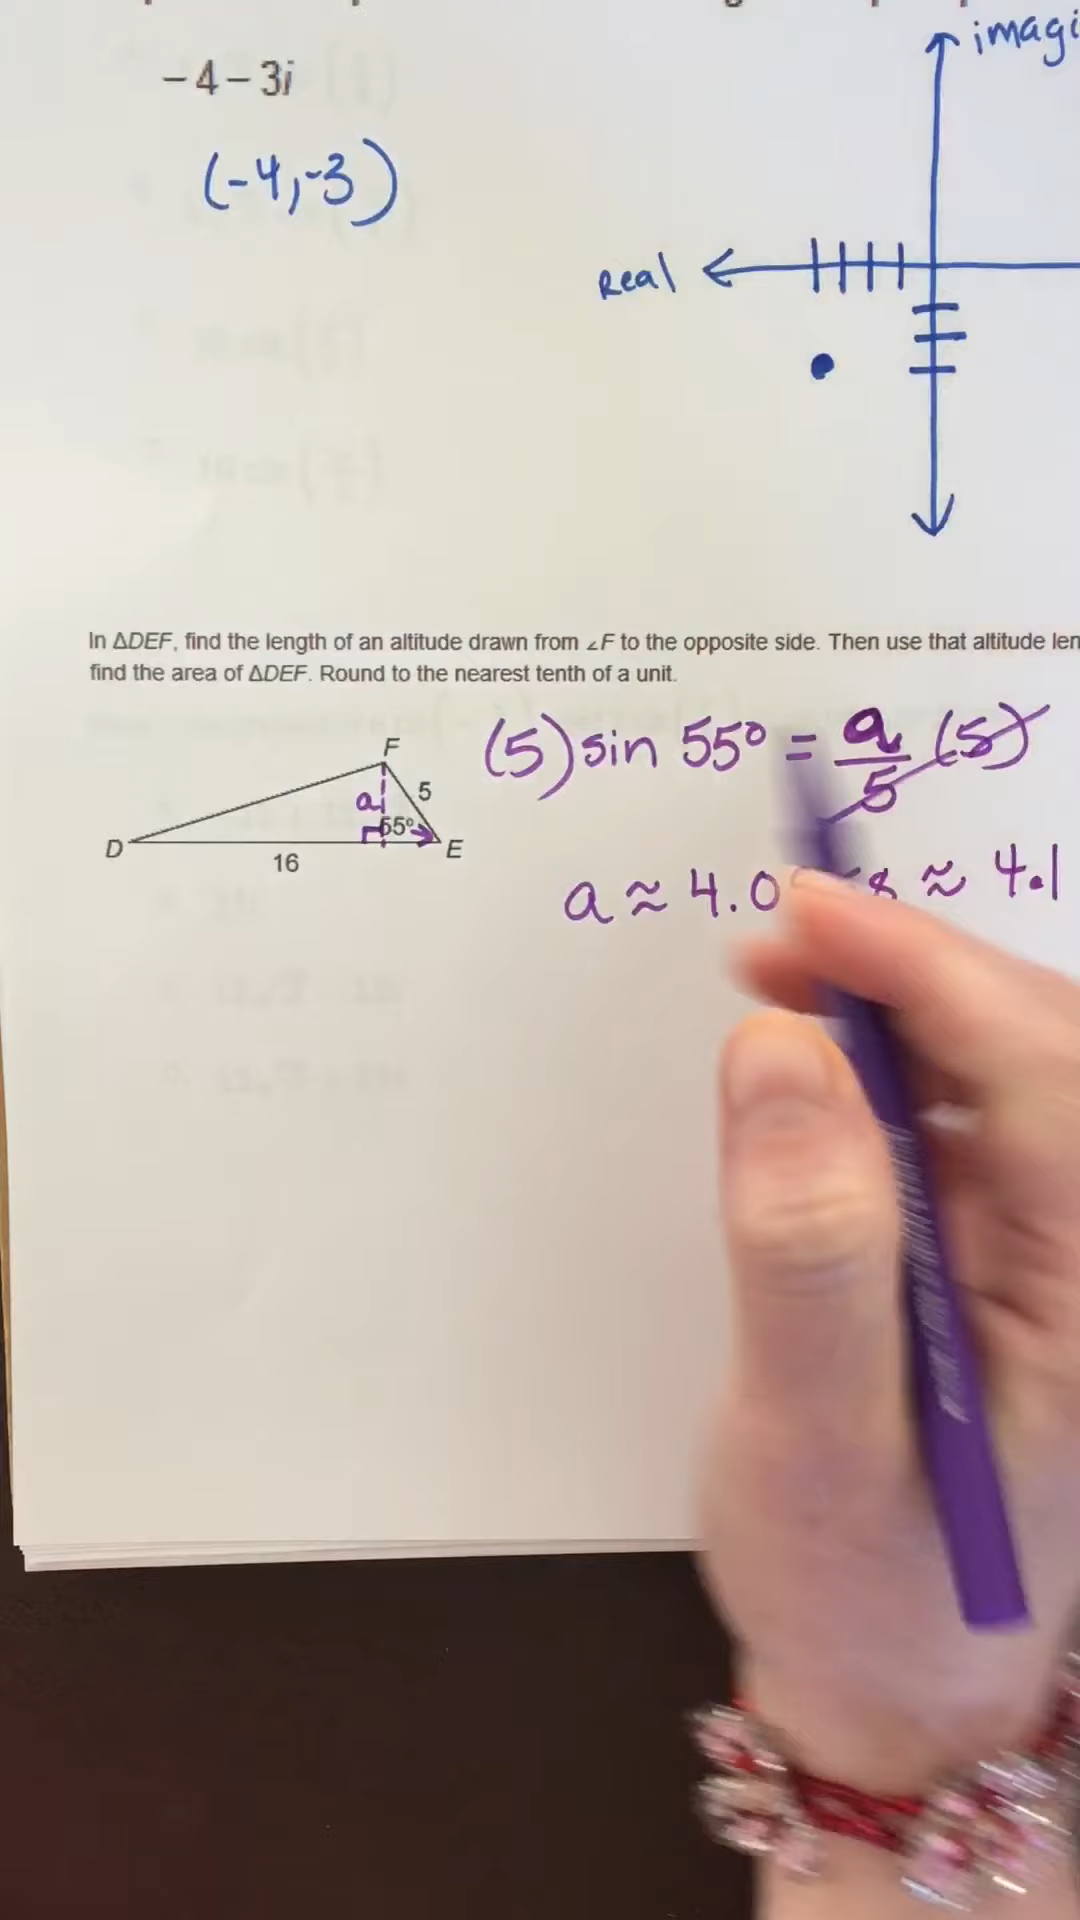 imagi
-4-3i
(-4,-3)
Real
In ΔDEF, find the length of an altitude drawn from ∠F to the opposite side. Then use that altitude len
find the area of ΔDEF. Round to the nearest tenth of a unit.
(5) sin 55° = a/5 (5)
F
a
5
55°
D
E
16
a ≈ 4.0 8 ≈ 4.1